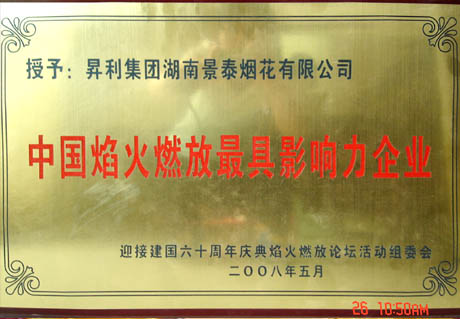 授予：昇利集团湖南景泰烟花有限公司
中国焰火燃放最具影响力企业
迎接建国六十周年庆典焰火燃放论坛活动组委会
二〇〇八年五月
26 10:50AM